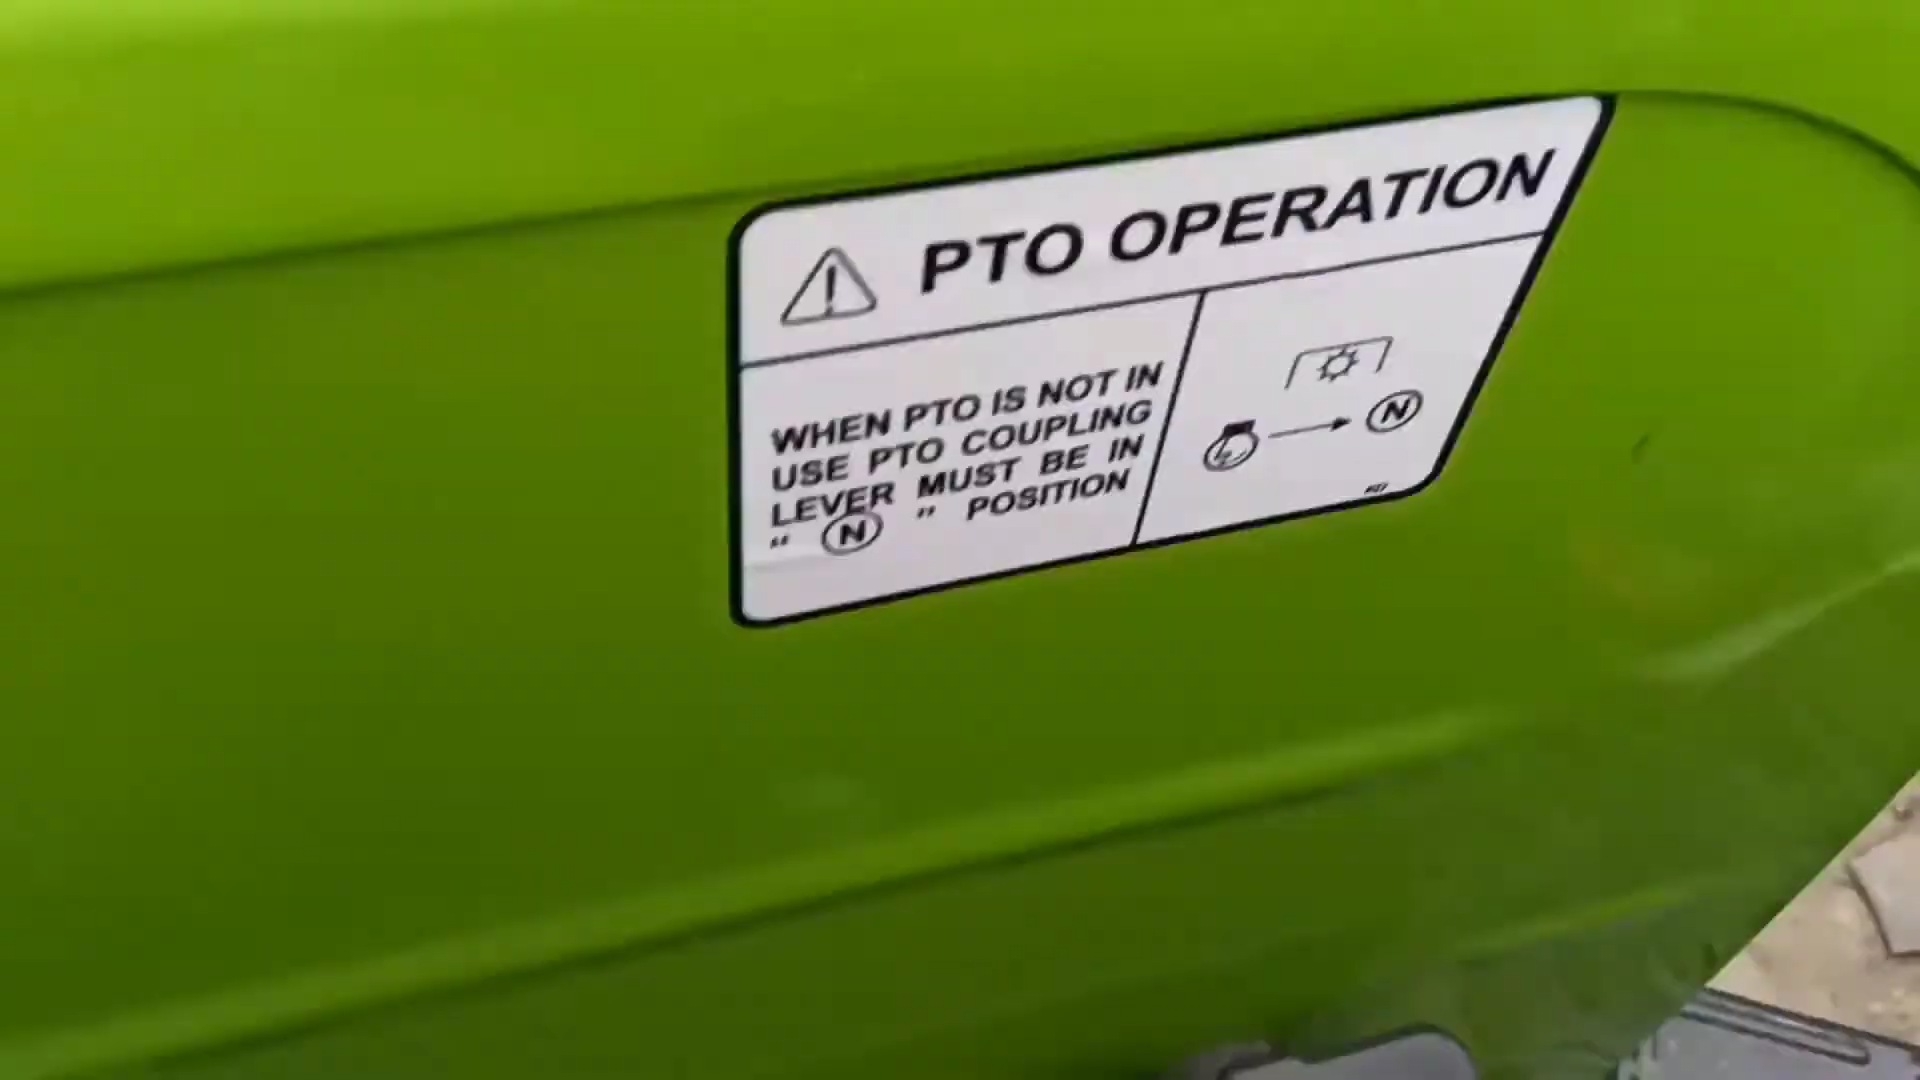 PTO OPERATION
WHEN PTO IS NOT IN
USE PTO COUPLING
LEVER MUST BE IN
“ N ” POSITION
N